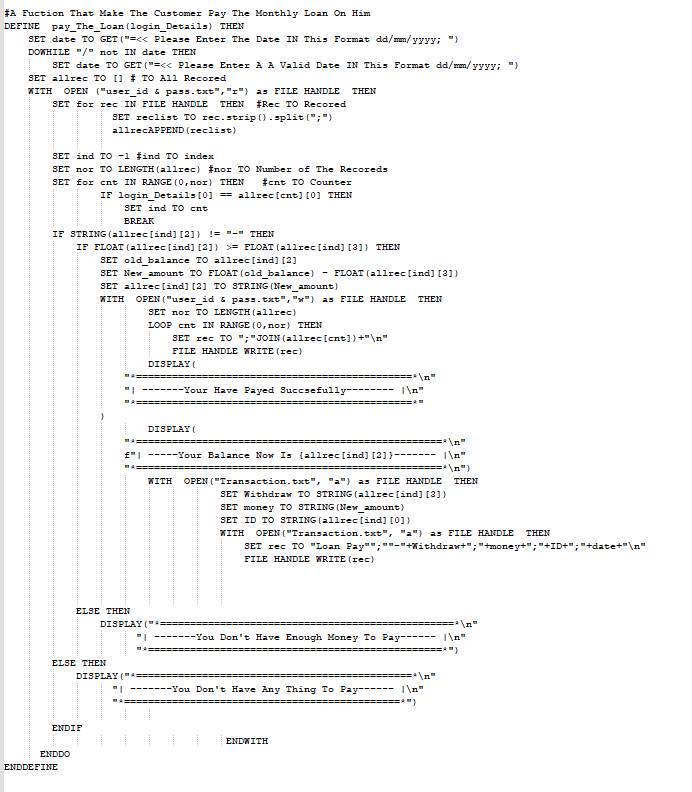 #A Fuction That Make The Customer Pay The Monthly Loan On Him
DEFINE  pay_The_Loan(login_Details) THEN
    SET date TO GET("=<< Please Enter The Date IN This Format dd/mm/yyyy; ")
    DOWHILE "/" not IN date THEN
        SET date TO GET("=<< Please Enter A A Valid Date IN This Format dd/mm/yyyy; ")
    SET allrec TO [] # TO All Recored
    WITH  OPEN ("user_id & pass.txt","r") as FILE HANDLE  THEN
        SET for rec IN FILE HANDLE  THEN  #Rec TO Recored
                  SET reclist TO rec.strip().split(";")
                  allrecAPPEND(reclist)
        SET ind TO -1 #ind TO index
        SET nor TO LENGTH(allrec) #nor TO Number of The Recoreds
        SET for cnt IN RANGE(0,nor) THEN   #cnt TO Counter
                IF login_Details[0] == allrec[cnt][0] THEN
                    SET ind TO cnt
                    BREAK
        IF STRING(allrec[ind][2]) != "-" THEN
            IF FLOAT(allrec[ind][2]) >= FLOAT(allrec[ind][3]) THEN
                SET old_balance TO allrec[ind][2]
                SET New_amount TO FLOAT(old_balance) - FLOAT(allrec[ind][3])
                SET allrec[ind][2] TO STRING(New_amount)
                WITH  OPEN("user_id & pass.txt","w") as FILE HANDLE  THEN
                        SET nor TO LENGTH(allrec)
                        LOOP cnt IN RANGE(0,nor) THEN
                            SET rec TO ";"JOIN(allrec[cnt])+"\n"
                            FILE HANDLE WRITE(rec)
                        DISPLAY(
                    "*==============================================*\n"
                    "| -------Your Have Payed Succsefully-------- |\n"
                    "*==============================================*"
                )
                        DISPLAY(
                    "*===================================================*\n"
                    f"| -----Your Balance Now Is {allrec[ind][2]}------- |\n"
                    "*===================================================*\n")
                        WITH  OPEN("Transaction.txt", "a") as FILE HANDLE  THEN
                                    SET Withdraw TO STRING(allrec[ind][3])
                                    SET money TO STRING(New_amount)
                                    SET ID TO STRING(allrec[ind][0])
                                    WITH  OPEN("Transaction.txt", "a") as FILE HANDLE  THEN
                                        SET rec TO "Loan Pay"";""-"+Withdraw+";"+money+";"+ID+";"+date+"\n"
                                        FILE HANDLE WRITE(rec)
            ELSE THEN
                DISPLAY("*=================================================*\n"
                      "| -------You Don't Have Enough Money To Pay------ |\n"
                      "*=================================================*")
        ELSE THEN
            DISPLAY("*==============================================*\n"
                  "| -------You Don't Have Any Thing To Pay------ |\n"
                  "*==============================================*")
        ENDIF
                                     ENDWITH
      ENDDO
ENDDEFINE